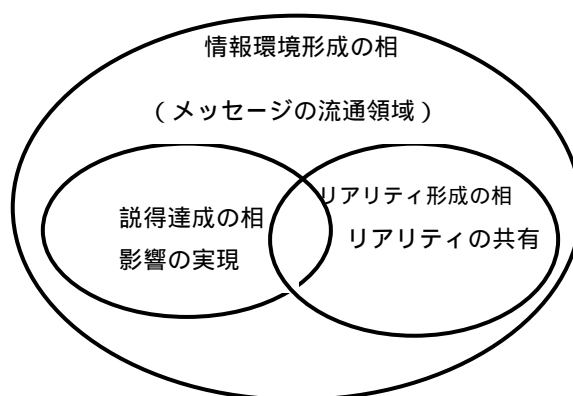 情報環境形成の相
（メッセージの流通領域）
説得達成の相
影響の実現
リアリティ形成の相
リアリティの共有